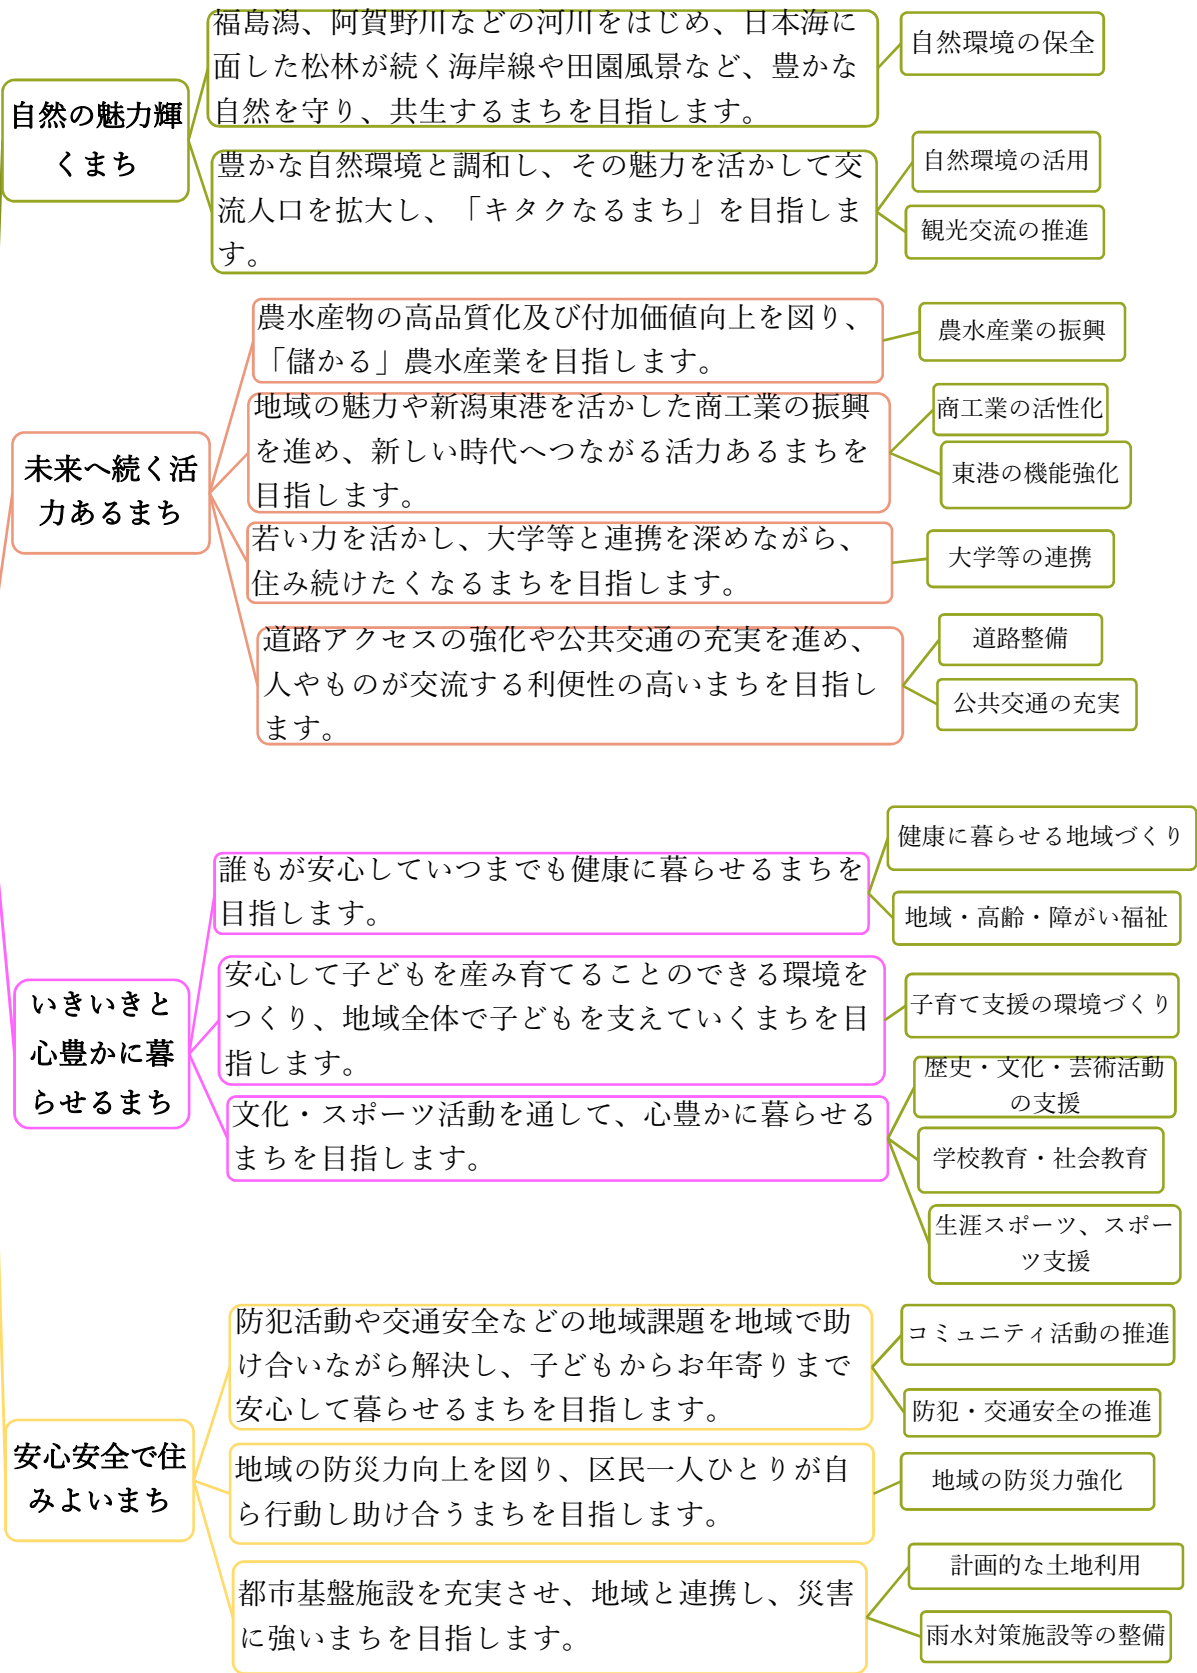 自然の魅力輝
くまち
福島潟、阿賀野川などの河川をはじめ、日本海に
面した松林が続く海岸線や田園風景など、豊かな
自然を守り、共生するまちを目指します。
自然環境の保全
豊かな自然環境と調和し、その魅力を活かして交
流人口を拡大し、「キタクなるまち」を目指しま
す。
自然環境の活用
観光交流の推進
未来へ続く活
力あるまち
農水産物の高品質化及び付加価値向上を図り、
「儲かる」農水産業を目指します。
農水産業の振興
地域の魅力や新潟東港を活かした商工業の振興
を進め、新しい時代へつながる活力あるまちを
目指します。
商工業の活性化
東港の機能強化
若い力を活かし、大学等と連携を深めながら、
住み続けたくなるまちを目指します。
大学等の連携
道路アクセスの強化や公共交通の充実を進め、
人やものが交流する利便性の高いまちを目指し
ます。
道路整備
公共交通の充実
いきいきと
心豊かに暮
らせるまち
誰もが安心していつまでも健康に暮らせるまちを
目指します。
健康に暮らせる地域づくり
地域・高齢・障がい福祉
安心して子どもを産み育てることのできる環境を
つくり、地域全体で子どもを支えていくまちを目
指します。
子育て支援の環境づくり
文化・スポーツ活動を通して、心豊かに暮らせる
まちを目指します。
歴史・文化・芸術活動
の支援
学校教育・社会教育
生涯スポーツ、スポー
ツ支援
安心安全で住
みよいまち
防犯活動や交通安全などの地域課題を地域で助
け合いながら解決し、子どもからお年寄りまで
安心して暮らせるまちを目指します。
コミュニティ活動の推進
防犯・交通安全の推進
地域の防災力向上を図り、区民一人ひとりが自
ら行動し助け合うまちを目指します。
地域の防災力強化
都市基盤施設を充実させ、地域と連携し、災害
に強いまちを目指します。
計画的な土地利用
雨水対策施設等の整備